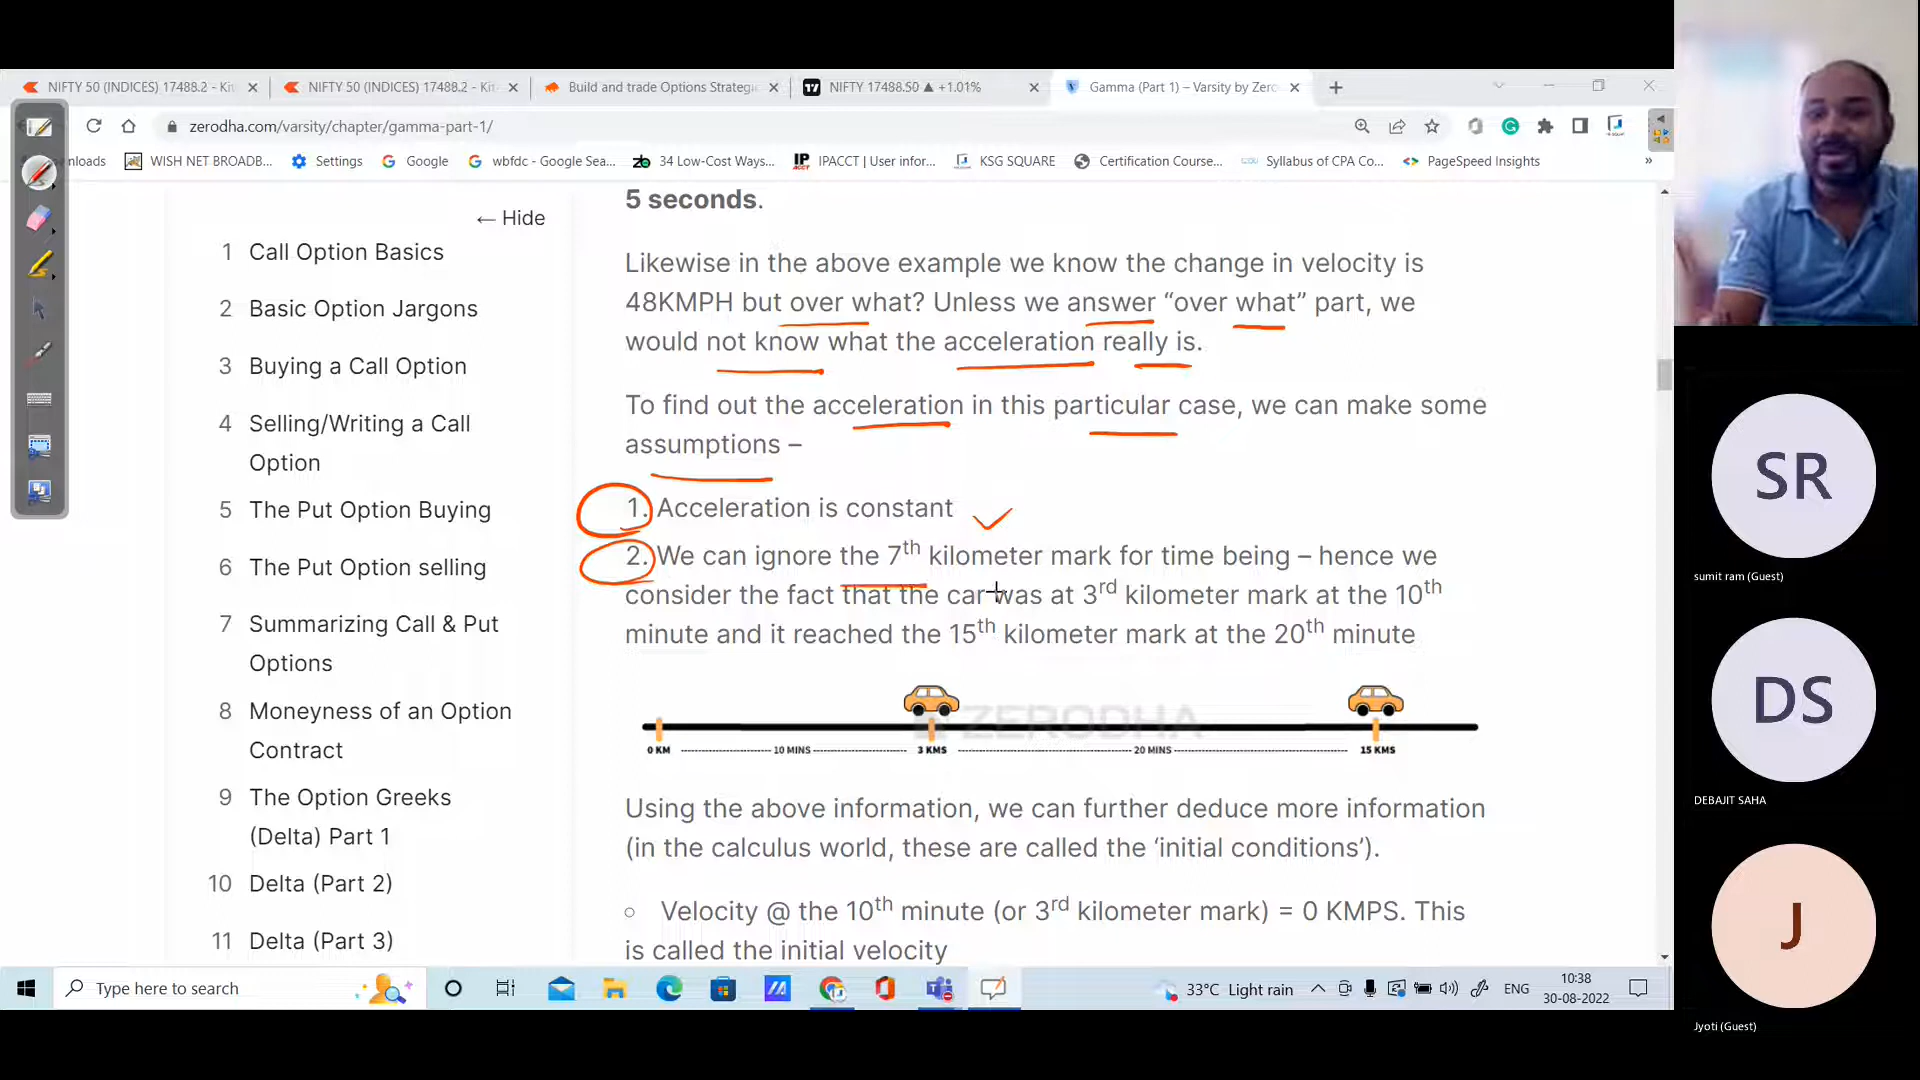 NIFTY 50 (INDICES) 17488.2 - Ki
NIFTY 50 (INDICES) 17488.2 - Kit
Build and trade Options Strategi
NIFTY 17488.50 ▲ +1.01%
Gamma (Part 1) – Varsity by Zero
zerodha.com/varsity/chapter/gamma-part-1/
wnloads
WISH NET BROADB...
Settings
Google
wbfdc - Google Sea...
34 Low-Cost Ways...
IPACCT | User infor...
KSG SQUARE
Certification Course...
Syllabus of CPA Co...
PageSpeed Insights
»
← Hide
1 Call Option Basics
2 Basic Option Jargons
3 Buying a Call Option
4 Selling/Writing a Call
Option
5 The Put Option Buying
6 The Put Option selling
7 Summarizing Call & Put
Options
8 Moneyness of an Option
Contract
9 The Option Greeks
(Delta) Part 1
10 Delta (Part 2)
11 Delta (Part 3)
5 seconds.
Likewise in the above example we know the change in velocity is
48KMPH but over what? Unless we answer “over what” part, we
would not know what the acceleration really is.
To find out the acceleration in this particular case, we can make some
assumptions –
1. Acceleration is constant
2. We can ignore the 7th kilometer mark for time being – hence we
consider the fact that the car was at 3rd kilometer mark at the 10th
minute and it reached the 15th kilometer mark at the 20th minute
ZERODHA
0 KM 10 MINS 3 KMS 20 MINS 15 KMS
Using the above information, we can further deduce more information
(in the calculus world, these are called the ‘initial conditions’).
○ Velocity @ the 10th minute (or 3rd kilometer mark) = 0 KMPS. This
is called the initial velocity
Type here to search
33°C Light rain
ENG
10:38
30-08-2022
7
SR
sumit ram (Guest)
DS
DEBAJIT SAHA
J
Jyoti (Guest)